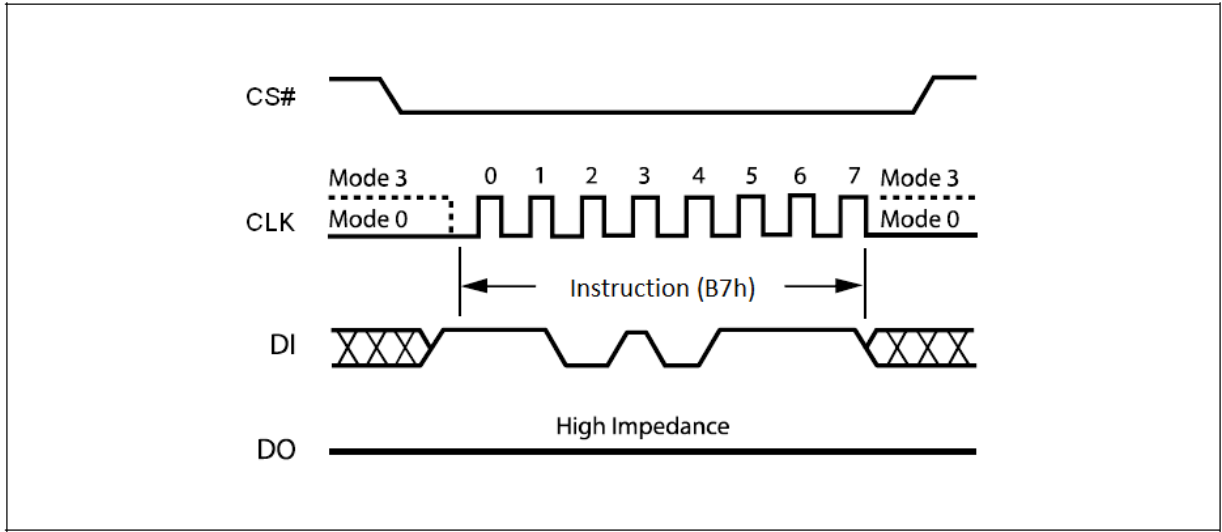 CS#
Mode 3 0 1 2 3 4 5 6 7 Mode 3
CLK Mode 0 Mode 0
Instruction (B7h)
DI
High Impedance
DO